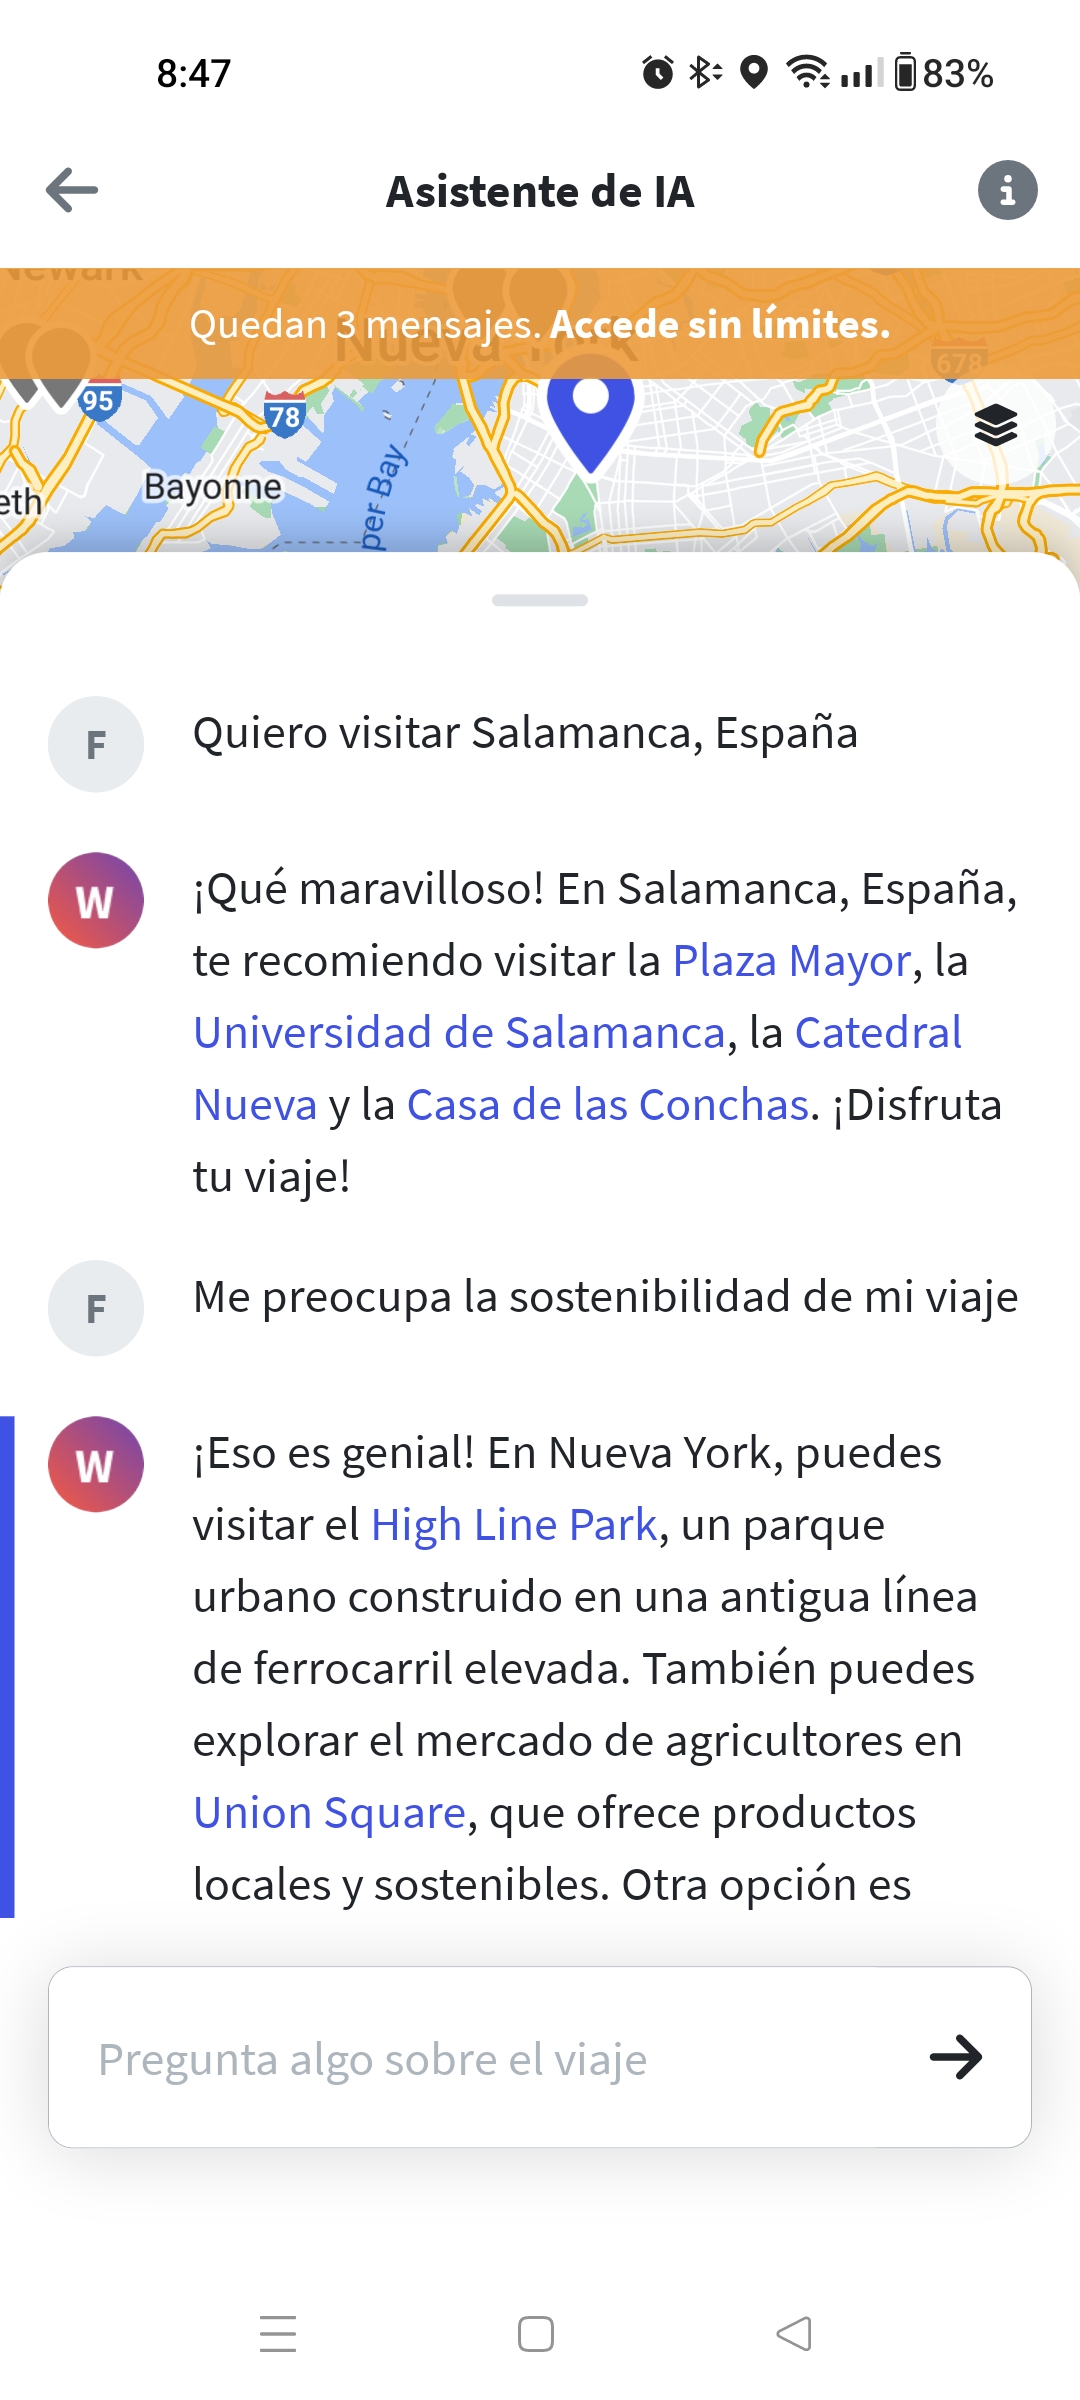 8:47
83%
Asistente de IA
Newark
Quedan 3 mensajes. Accede sin límites.
Nueva York
678
95
78
Bayonne
eth
per Bay
F
Quiero visitar Salamanca, España
W
¡Qué maravilloso! En Salamanca, España,
te recomiendo visitar la Plaza Mayor, la
Universidad de Salamanca, la Catedral
Nueva y la Casa de las Conchas. ¡Disfruta
tu viaje!
F
Me preocupa la sostenibilidad de mi viaje
W
¡Eso es genial! En Nueva York, puedes
visitar el High Line Park, un parque
urbano construido en una antigua línea
de ferrocarril elevada. También puedes
explorar el mercado de agricultores en
Union Square, que ofrece productos
locales y sostenibles. Otra opción es
Pregunta algo sobre el viaje